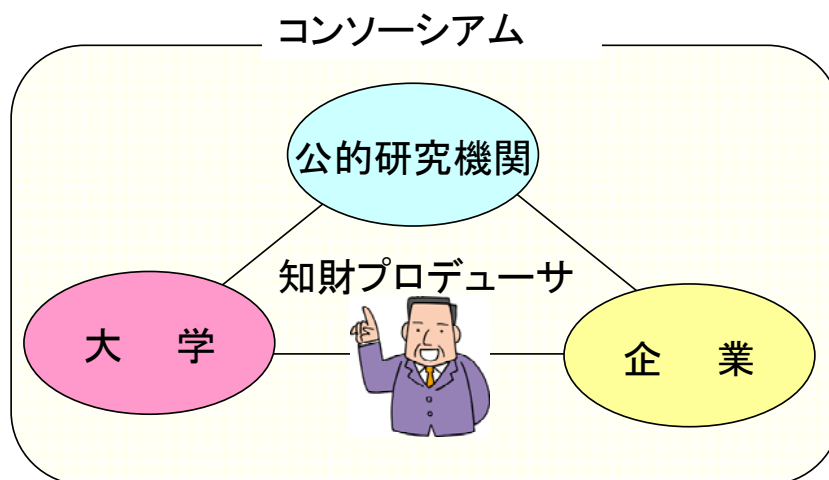 コンソーシアム
公的研究機関
知財プロデューサ
大　学
企　業